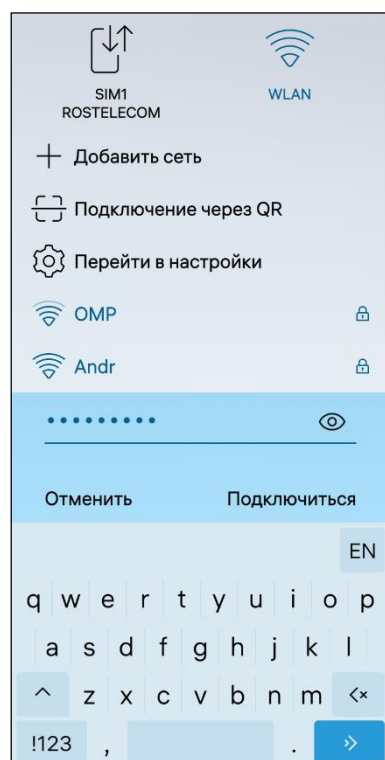 SIM1
ROSTELECOM
WLAN
Добавить сеть
Подключение через QR
Перейти в настройки
OMP
Andr
•••••••••
Отменить Подключиться
EN
q w e r t y u i o p
a s d f g h j k l
z x c v b n m
!123 , .